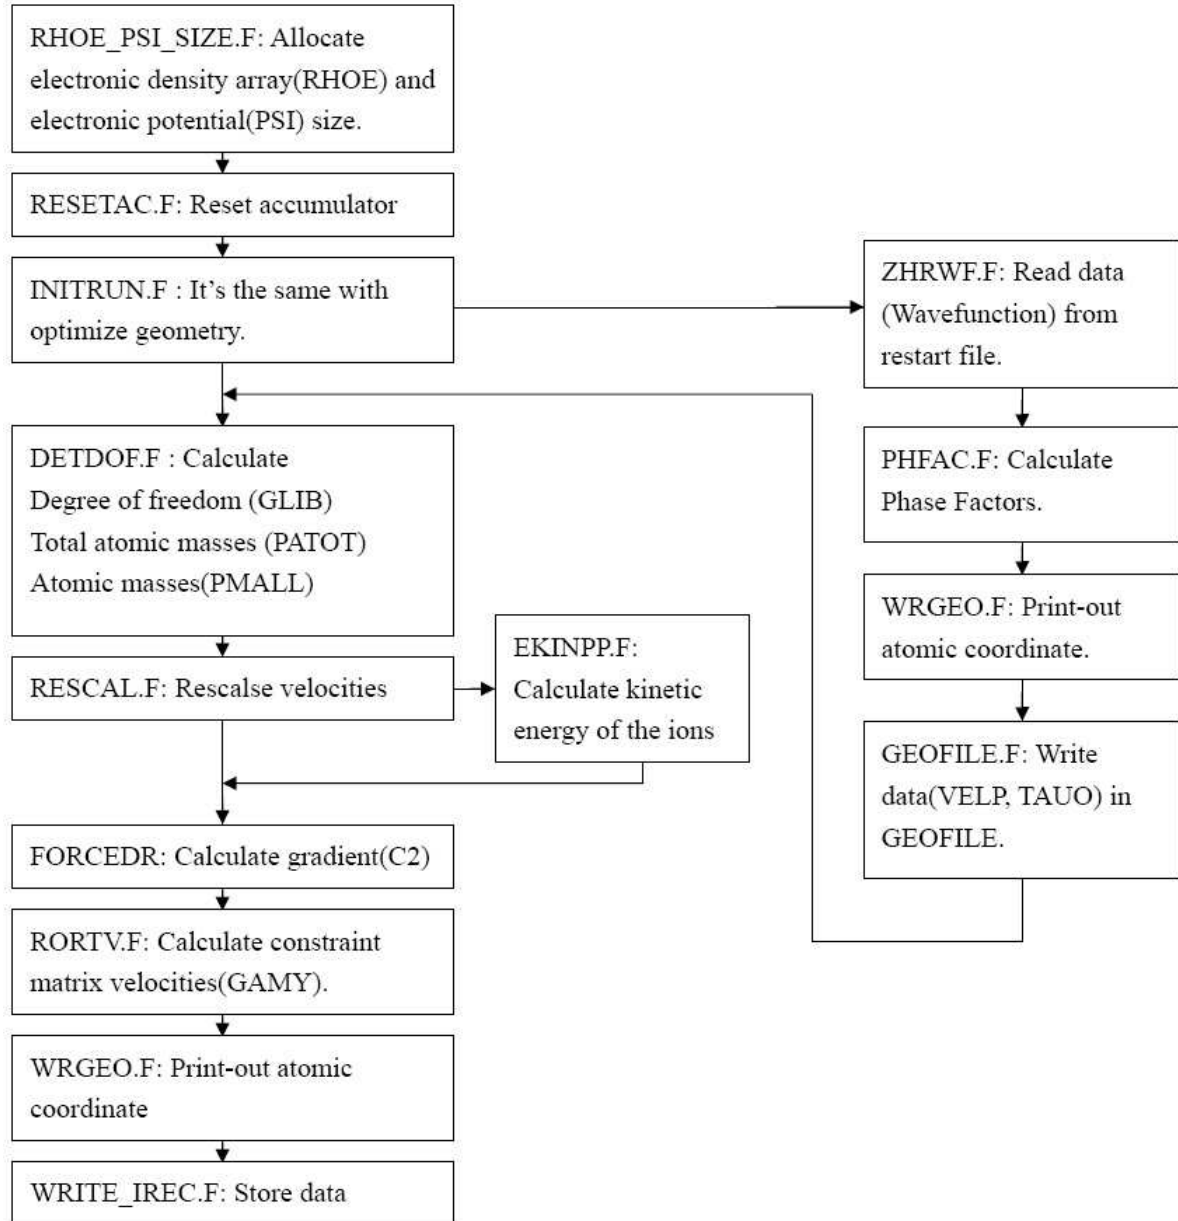 RHOE_PSI_SIZE.F: Allocate
electronic density array(RHOE) and
electronic potential(PSI) size.
RESETAC.F: Reset accumulator
INITRUN.F : It’s the same with
optimize geometry.
DETDOF.F : Calculate
Degree of freedom (GLIB)
Total atomic masses (PATOT)
Atomic masses(PMALL)
RESCAL.F: Rescalse velocities
EKINPP.F:
Calculate kinetic
energy of the ions
FORCEDR: Calculate gradient(C2)
RORTV.F: Calculate constraint
matrix velocities(GAMY).
WRGEO.F: Print-out atomic
coordinate
WRITE_IREC.F: Store data
ZHRWF.F: Read data
(Wavefunction) from
restart file.
PHFAC.F: Calculate
Phase Factors.
WRGEO.F: Print-out
atomic coordinate.
GEOFILE.F: Write
data(VELP, TAUO) in
GEOFILE.